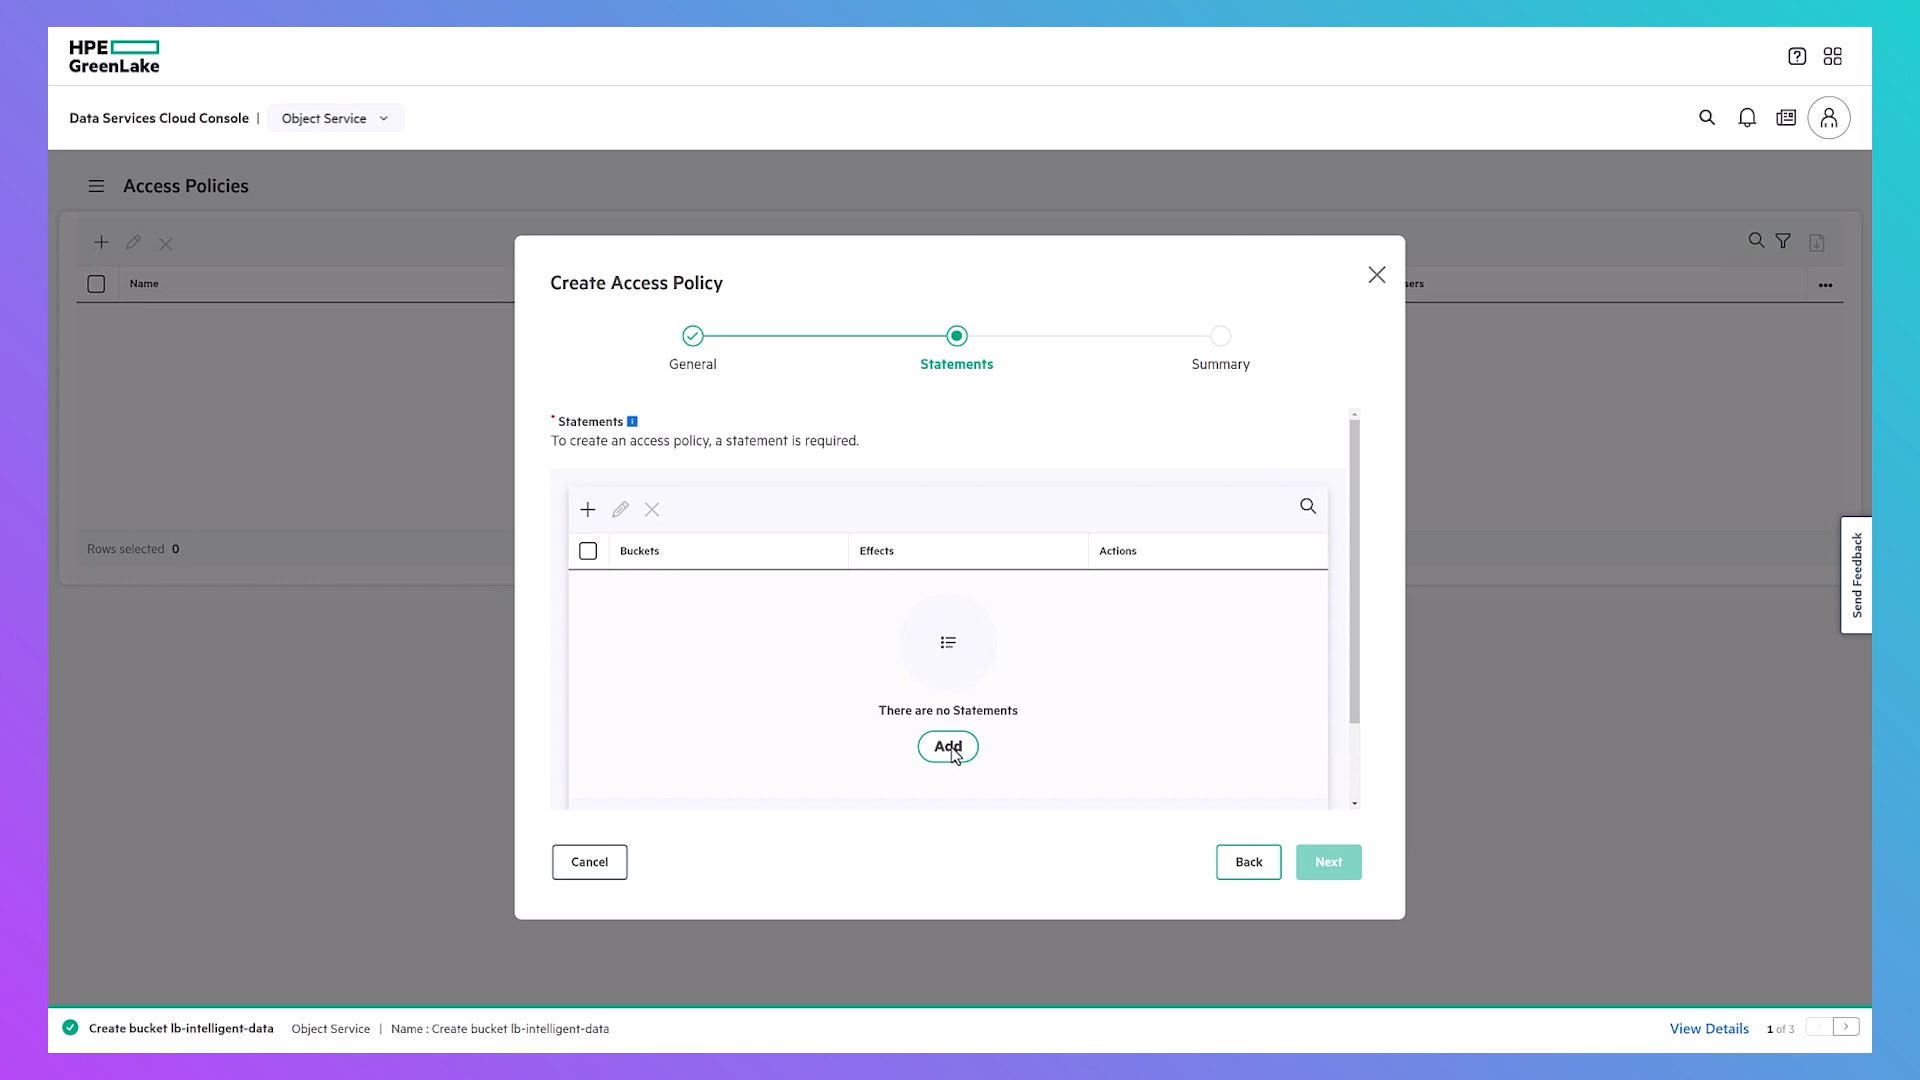 HPE
GreenLake
Data Services Cloud Console | Object Service
Access Policies
Name
sers
Rows selected 0
Create Access Policy
General
Statements
Summary
* Statements
To create an access policy, a statement is required.
Buckets
Effects
Actions
There are no Statements
Add
Cancel
Back
Next
Send Feedback
Create bucket lb-intelligent-data Object Service | Name : Create bucket lb-intelligent-data
View Details 1 of 3